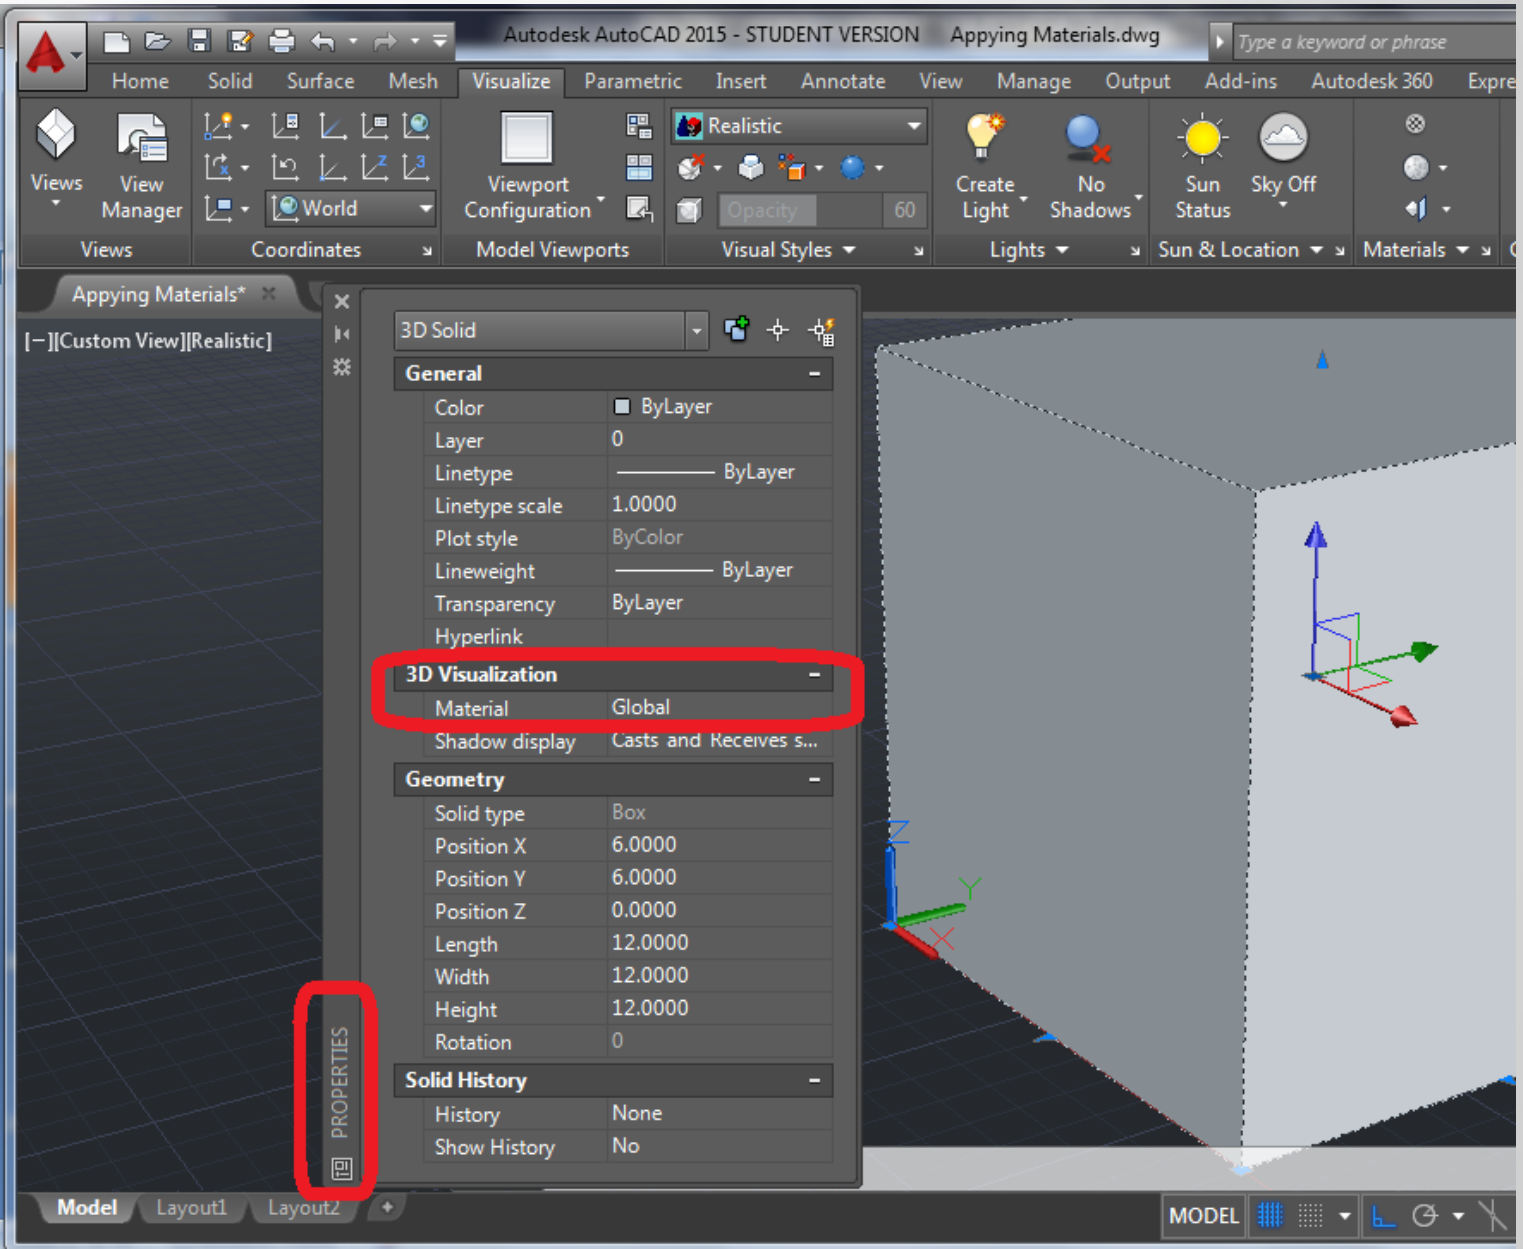 Autodesk AutoCAD 2015 - STUDENT VERSION Appying Materials.dwg
Type a keyword or phrase
Home Solid Surface Mesh Visualize Parametric Insert Annotate View Manage Output Add-ins Autodesk 360 Expre
Realistic
Views
View
Manager
World
Viewport
Configuration
Opacity 60
Create
Light
No
Shadows
Sun
Status
Sky Off
Views Coordinates Model Viewports Visual Styles Lights Sun & Location Materials
Appying Materials*
[−][Custom View][Realistic]
3D Solid
General
Color ByLayer
Layer 0
Linetype ByLayer
Linetype scale 1.0000
Plot style ByColor
Lineweight ByLayer
Transparency ByLayer
Hyperlink
3D Visualization
Material Global
Shadow display Casts and Receives s...
Geometry
Solid type Box
Position X 6.0000
Position Y 6.0000
Position Z 0.0000
Length 12.0000
Width 12.0000
Height 12.0000
Rotation 0
Solid History
History None
Show History No
PROPERTIES
Z
Y
X
Model Layout1 Layout2 +
MODEL